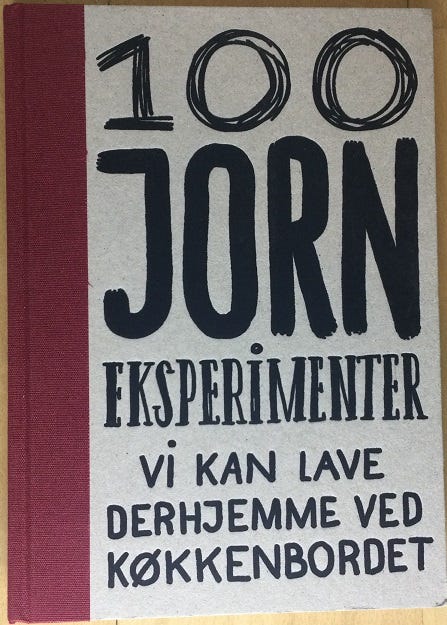 100
JORN
EKSPERiMENTER
Vi KAN LAVE
DERHJEMME VED
KØKKENBORDET